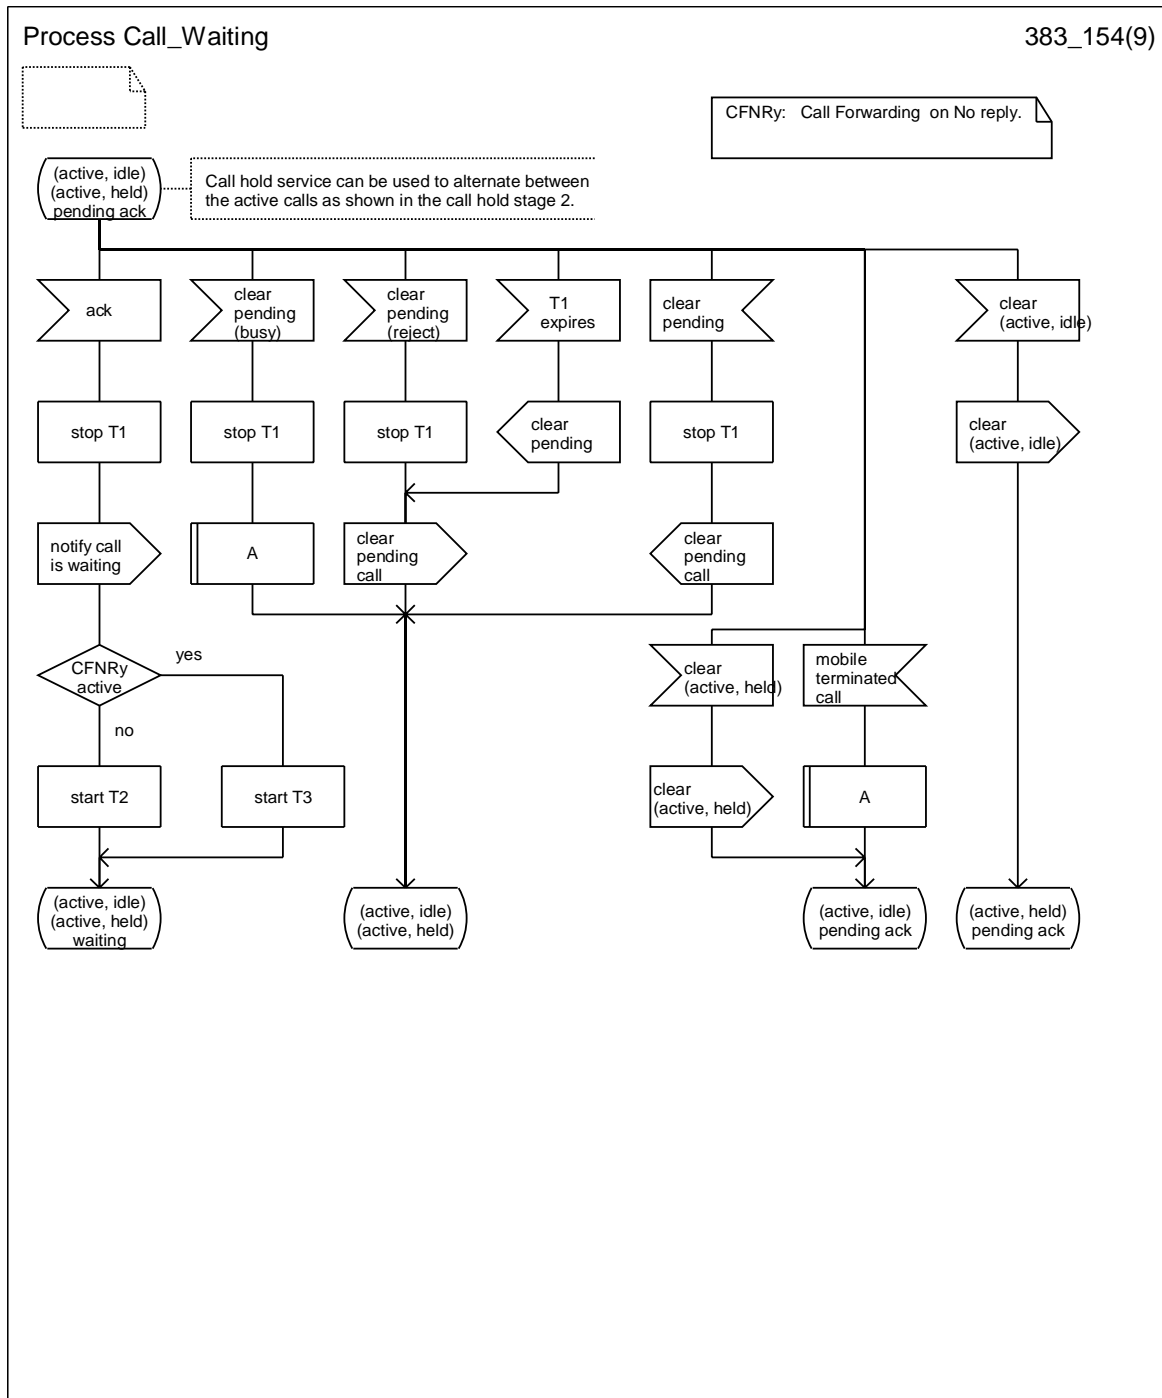 Process Call_Waiting
383_154(9)
CFNRy: Call Forwarding on No reply.
(active, idle)
(active, held)
pending ack
Call hold service can be used to alternate between
the active calls as shown in the call hold stage 2.
ack
clear
pending
(busy)
clear
pending
(reject)
T1
expires
clear
pending
clear
(active, idle)
stop T1
stop T1
stop T1
clear
pending
stop T1
clear
(active, idle)
notify call
is waiting
A
clear
pending
call
clear
pending
call
CFNRy
active
yes
no
clear
(active, held)
mobile
terminated
call
start T2
start T3
clear
(active, held)
A
(active, idle)
(active, held)
waiting
(active, idle)
(active, held)
(active, idle)
pending ack
(active, held)
pending ack